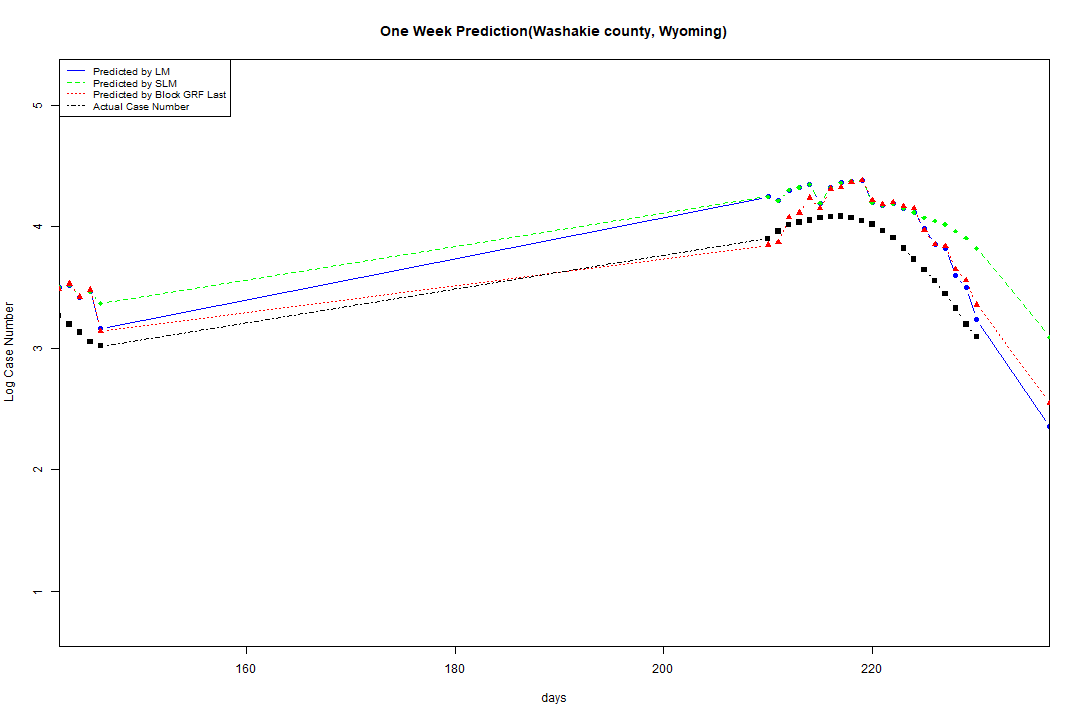 One Week Prediction(Washakie county, Wyoming)
Predicted by LM
Predicted by SLM
Predicted by Block GRF Last
Actual Case Number
5
4
3
2
1
Log Case Number
160
180
200
220
days